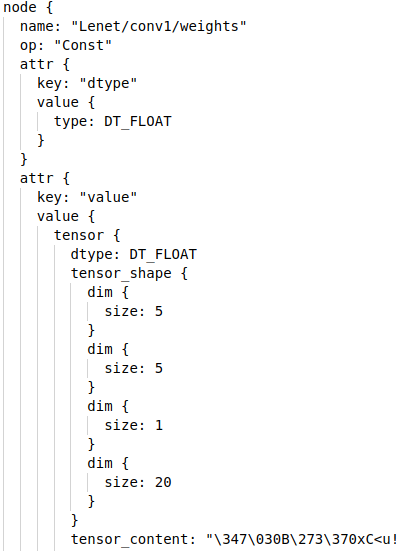 node {
  name: "Lenet/conv1/weights"
  op: "Const"
  attr {
    key: "dtype"
    value {
      type: DT_FLOAT
    }
  }
  attr {
    key: "value"
    value {
      tensor {
        dtype: DT_FLOAT
        tensor_shape {
          dim {
            size: 5
          }
          dim {
            size: 5
          }
          dim {
            size: 1
          }
          dim {
            size: 20
          }
        }
        tensor_content: "\347\030B\273\370xC<u!